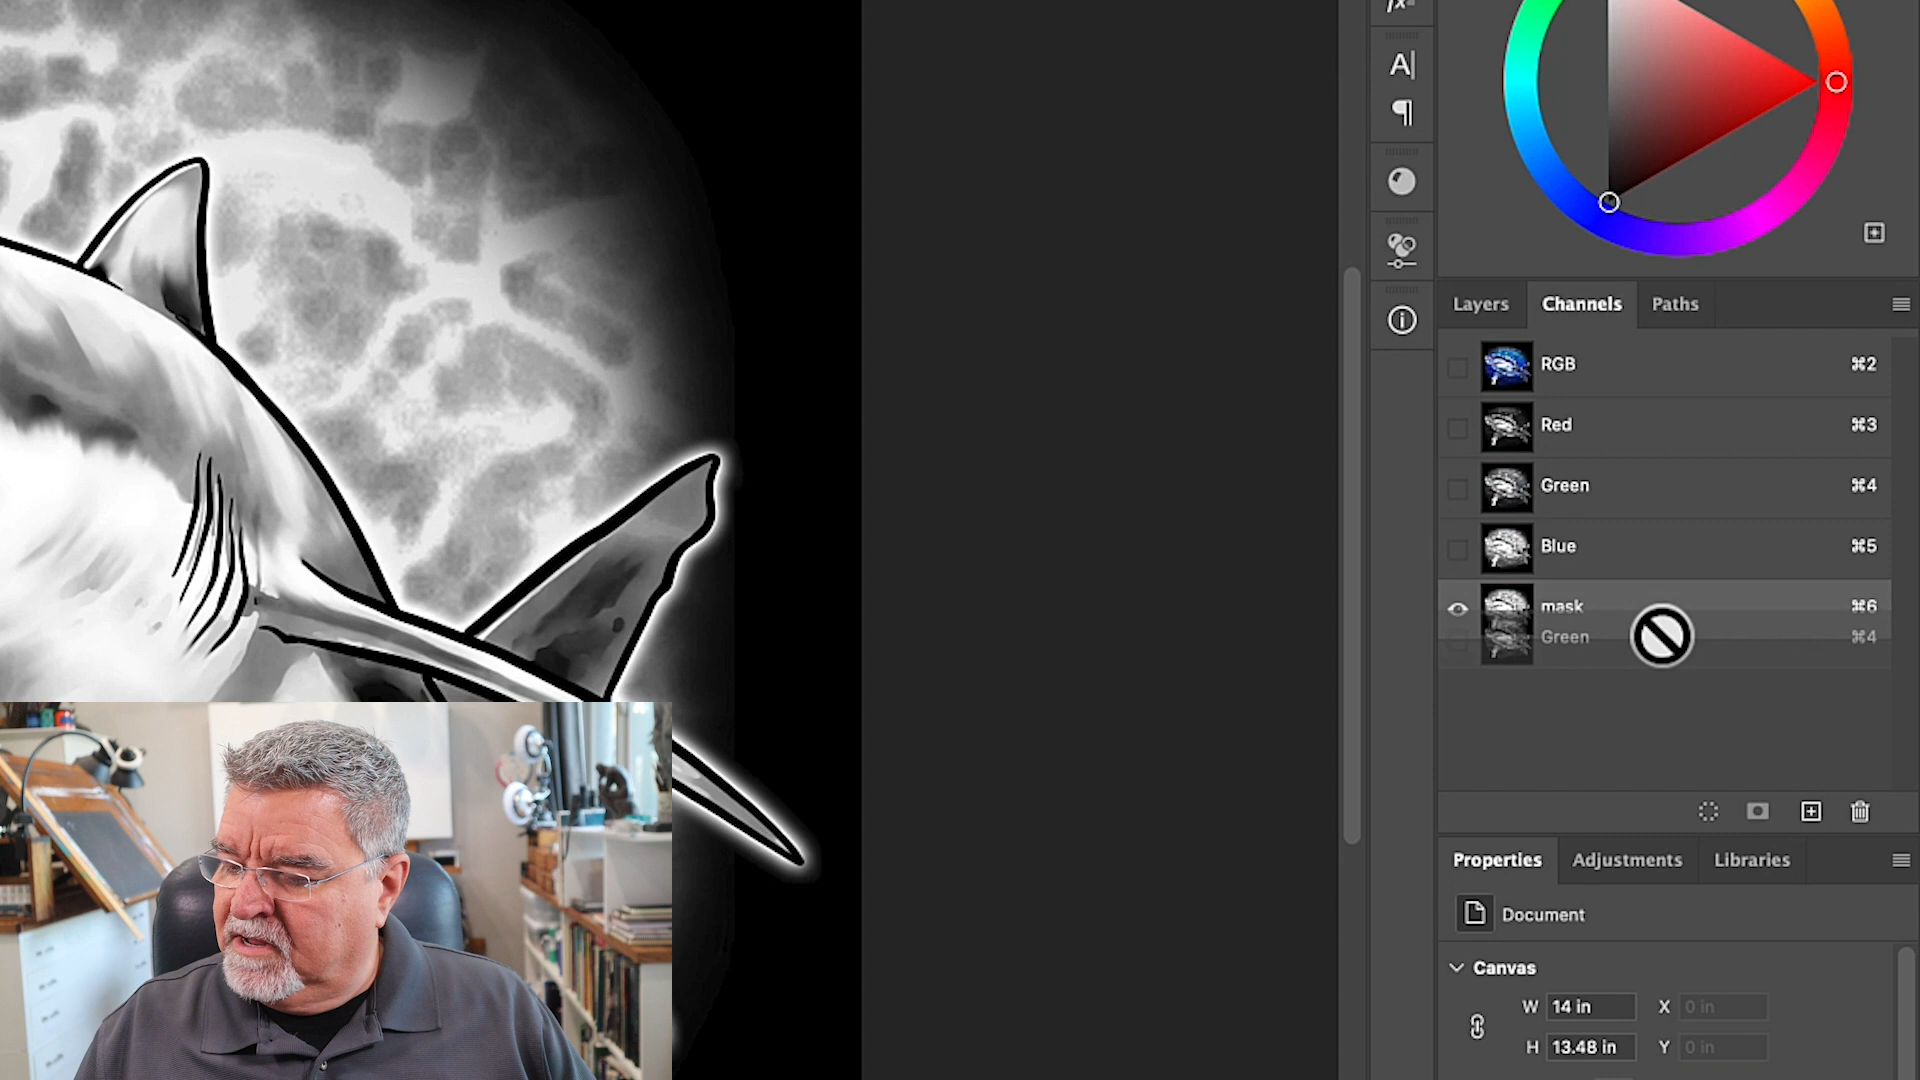 A|
Layers Channels Paths
RGB ⌘2
Red ⌘3
Green ⌘4
Blue ⌘5
mask ⌘6
Green ⌘4
Properties Adjustments Libraries
Document
Canvas
W 14 in X 0 in
H 13.48 in Y 0 in